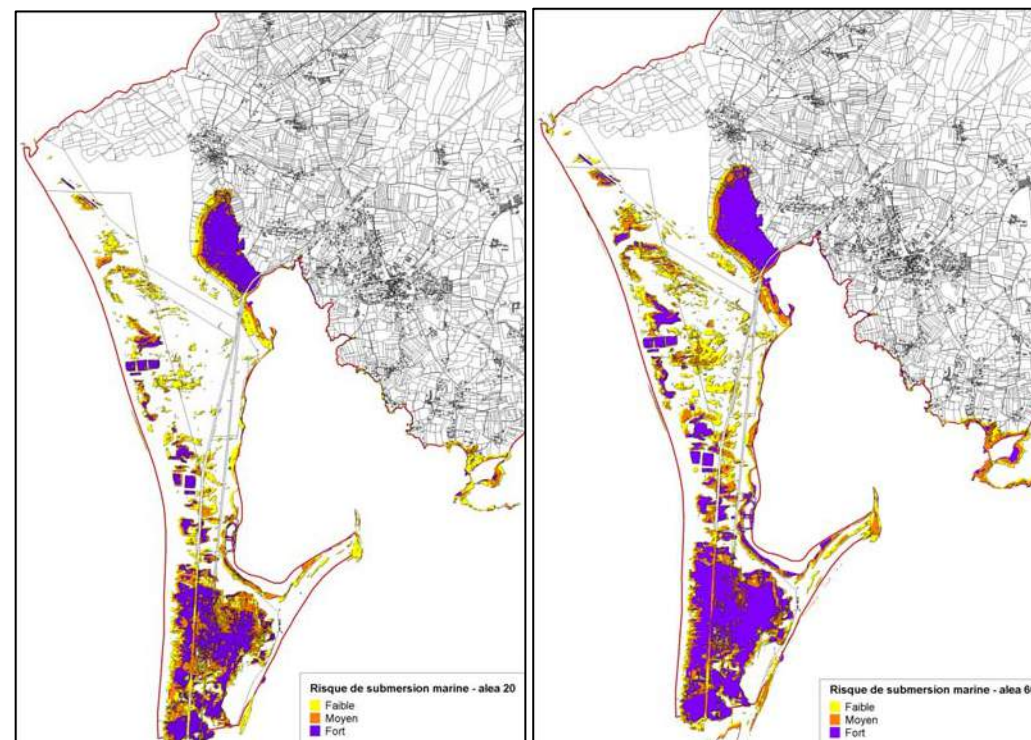 Risque de submersion marine - alea 20
Faible
Moyen
Fort
Risque de submersion marine - alea 60
Faible
Moyen
Fort